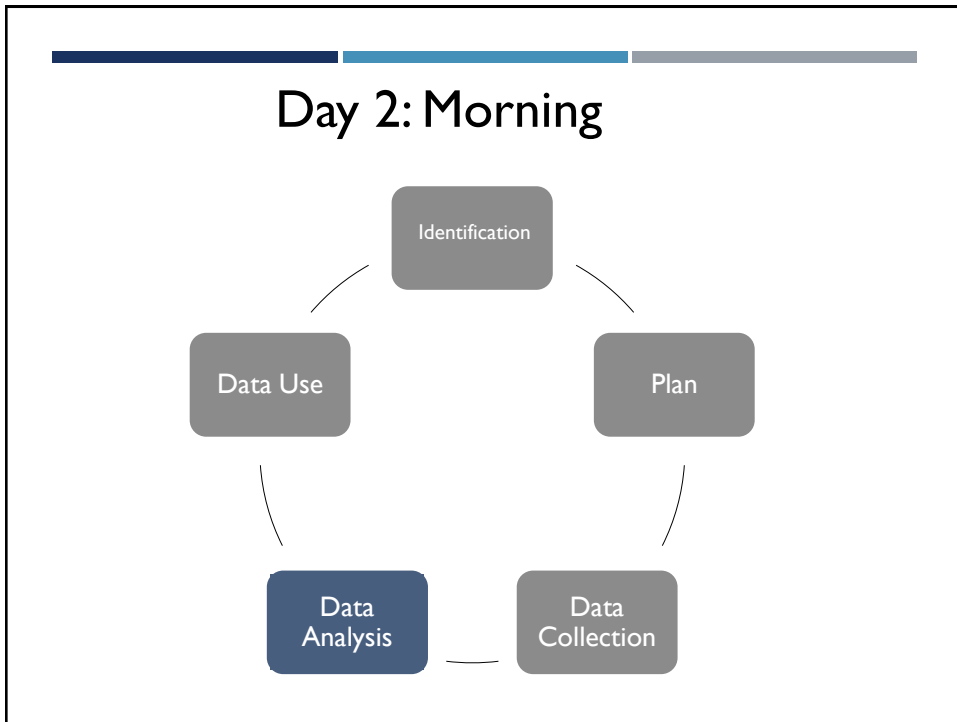 Day 2: Morning
Identification
Plan
Data
Collection
Data
Analysis
Data Use